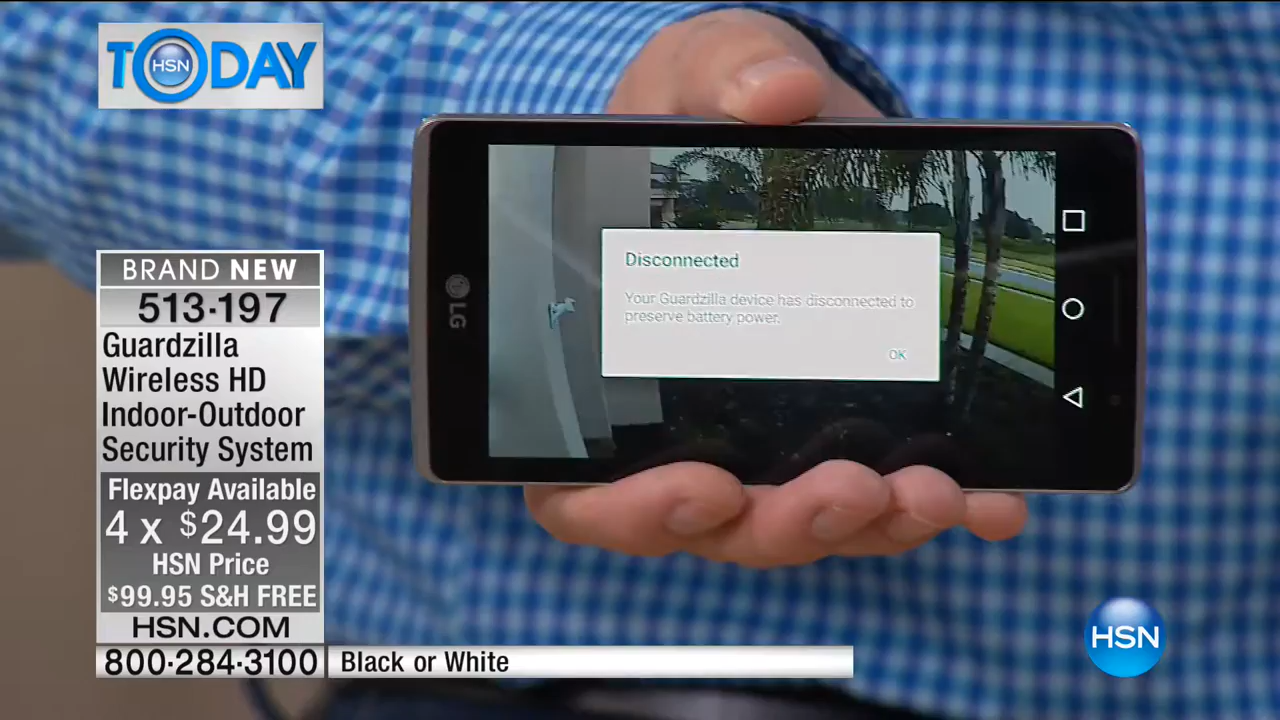 TODAY
HSN
BRAND NEW
513·197
Guardzilla
Wireless HD
Indoor-Outdoor
Security System
Flexpay Available
4 x $24.99
HSN Price
$99.95 S&H FREE
HSN.COM
800·284·3100
Black or White
LG
Disconnected
Your Guardzilla device has disconnected to
preserve battery power.
OK
HSN